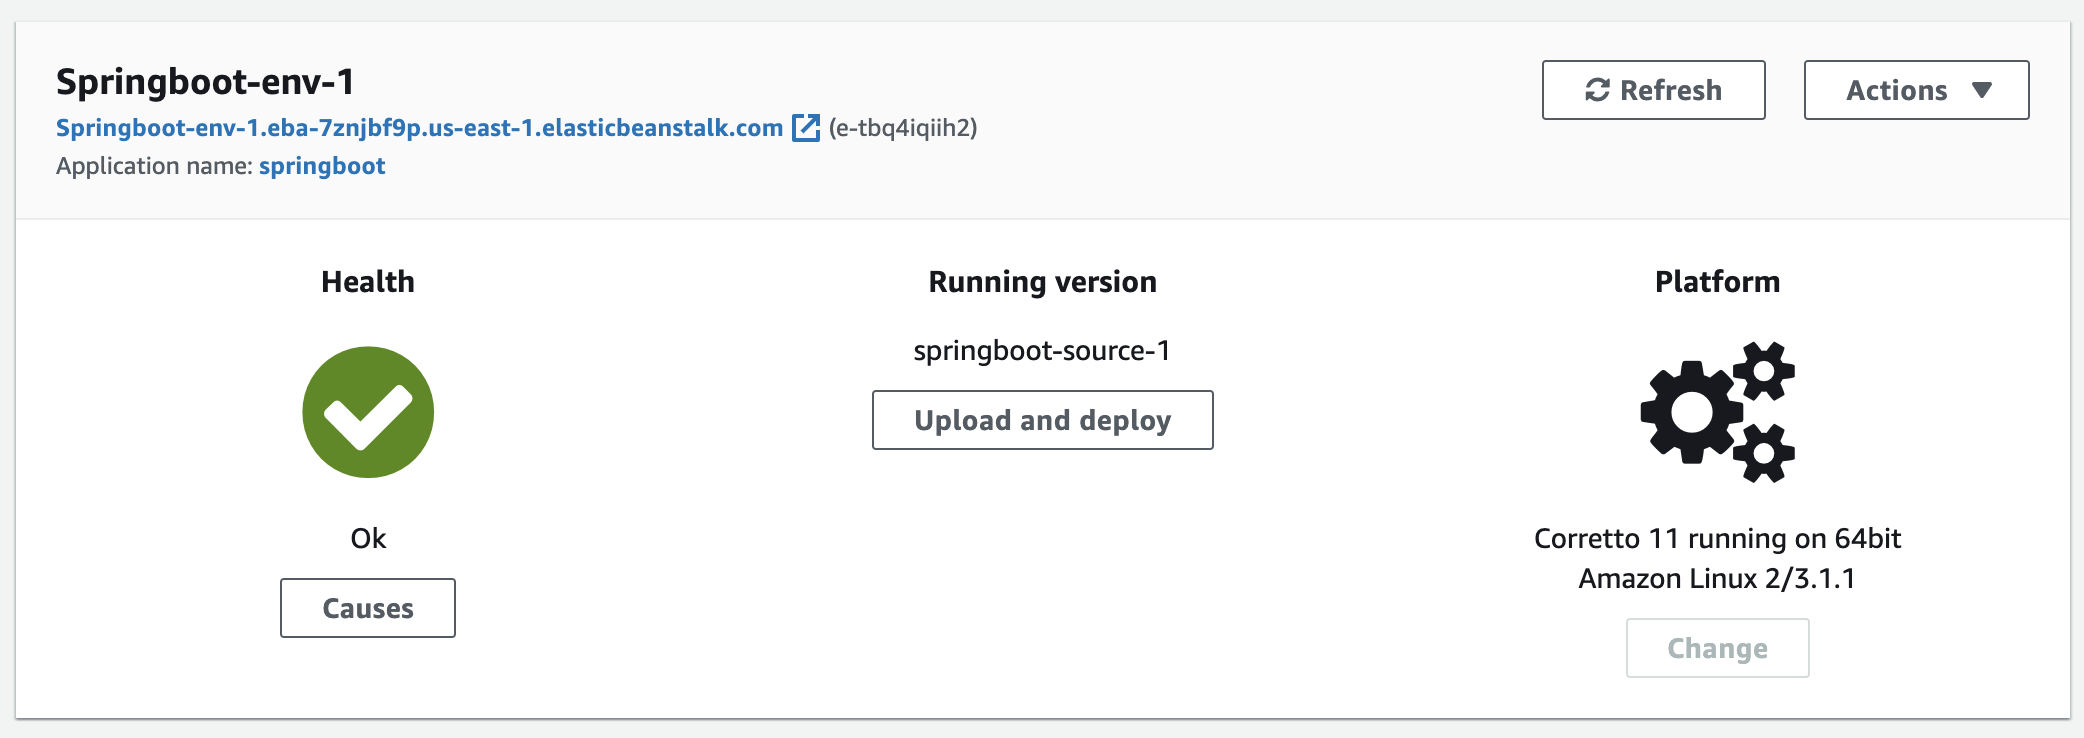 Springboot-env-1
Springboot-env-1.eba-7znjbf9p.us-east-1.elasticbeanstalk.com (e-tbq4iqiih2)
Application name: springboot
Refresh
Actions
Health
Ok
Causes
Running version
springboot-source-1
Upload and deploy
Platform
Corretto 11 running on 64bit
Amazon Linux 2/3.1.1
Change